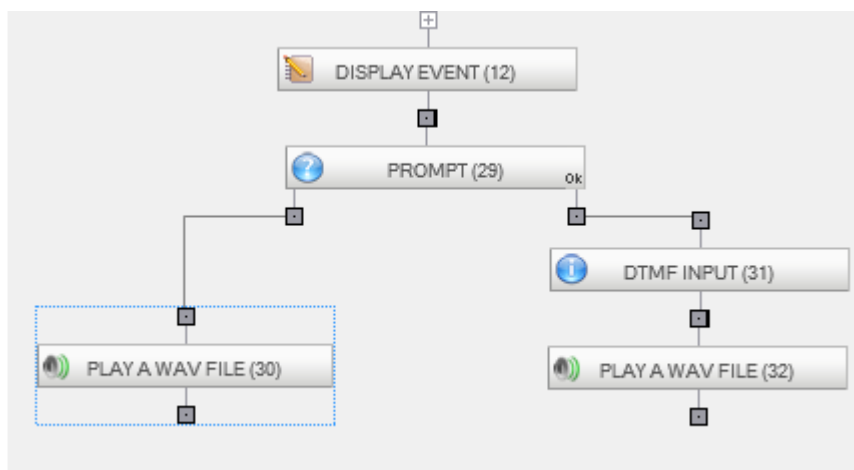 DISPLAY EVENT (12)
PROMPT (29)
Ok
DTMF INPUT (31)
PLAY A WAV FILE (30)
PLAY A WAV FILE (32)